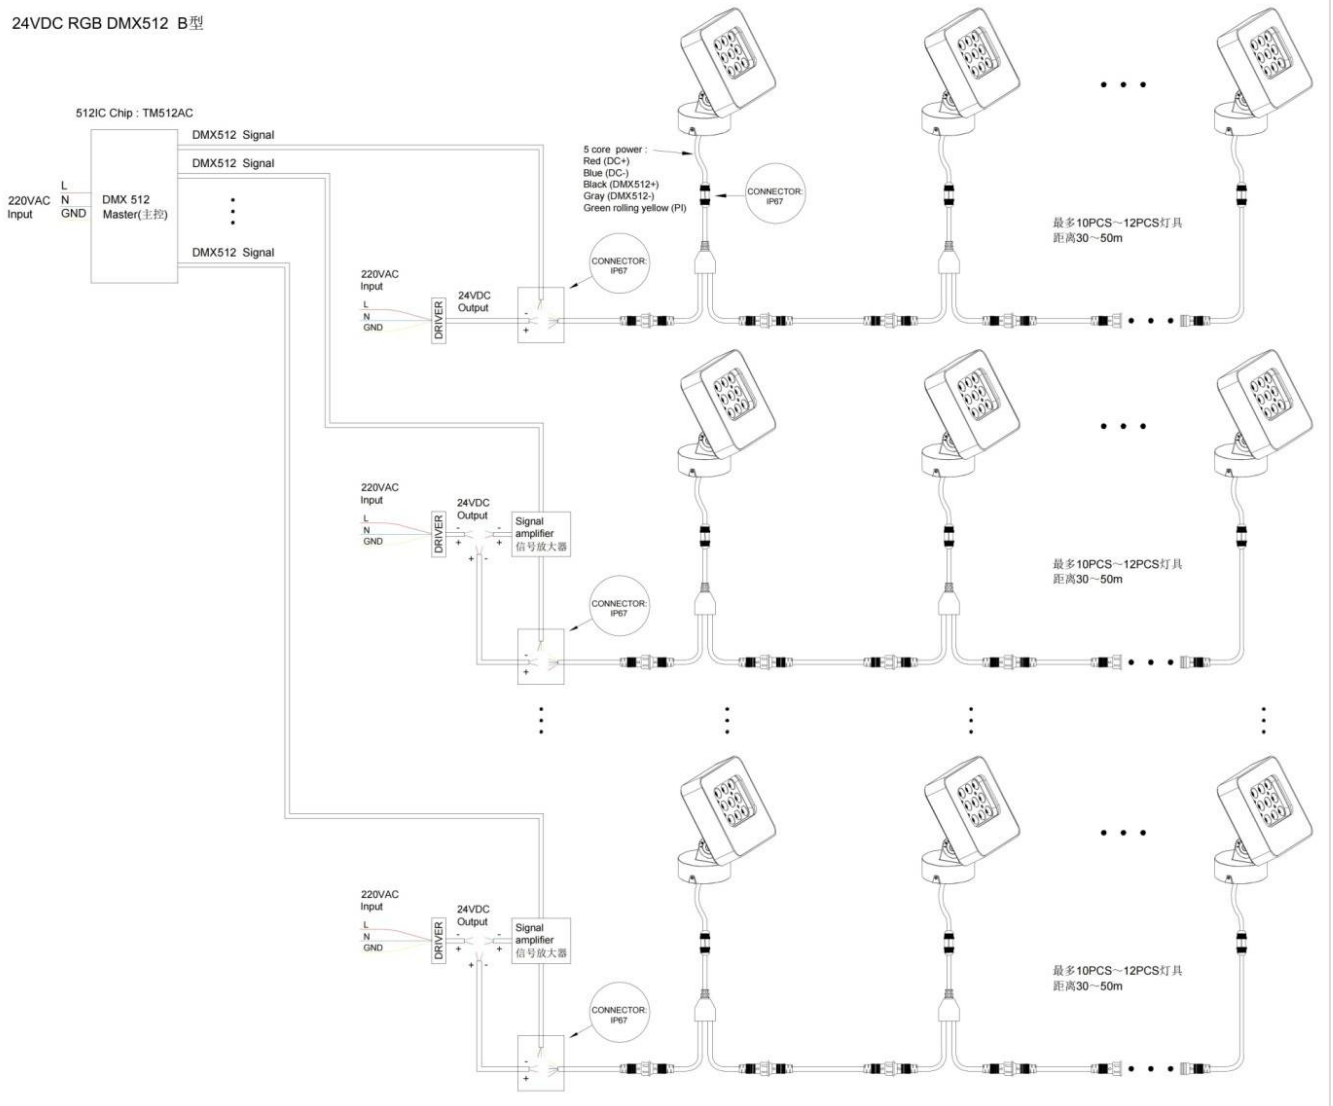 24VDC RGB DMX512  B型
512IC Chip : TM512AC
DMX512  Signal
DMX512  Signal
DMX512  Signal
L
N
GND
220VAC
Input
DMX 512
Master(主控)
5 core  power :
Red (DC+)
Blue (DC-)
Black (DMX512+)
Gray (DMX512-)
Green rolling yellow (PI)
CONNECTOR:
IP67
最多10PCS～12PCS灯具
距离30～50m
CONNECTOR:
IP67
220VAC
Input
L
N
GND
DRIVER
24VDC
Output
-
+
220VAC
Input
L
N
GND
DRIVER
24VDC
Output
-
+
-
+
+ -
Signal
amplifier
信号放大器
CONNECTOR:
IP67
-
+
最多10PCS～12PCS灯具
距离30～50m
220VAC
Input
L
N
GND
DRIVER
24VDC
Output
-
+
-
+
+ -
Signal
amplifier
信号放大器
CONNECTOR:
IP67
-
+
最多10PCS～12PCS灯具
距离30～50m